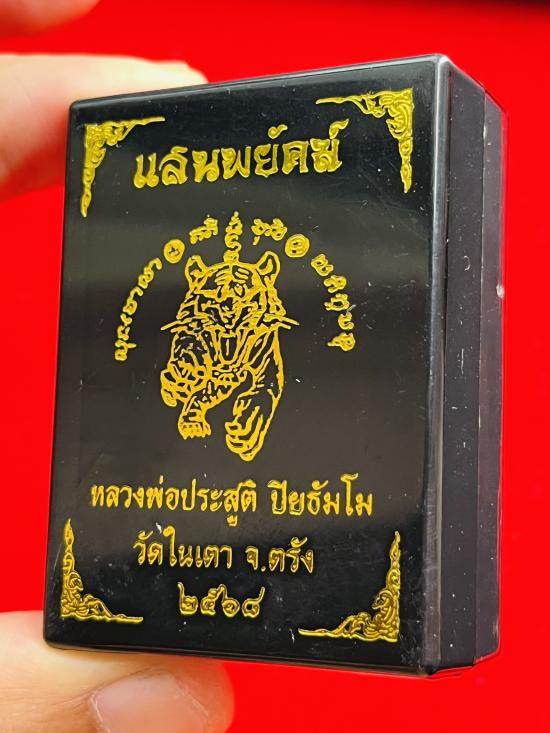 แสนพยัคฆ์
หลวงพ่อประสูติ ปิยธัมโม
วัดในเตา จ.ตรัง
๒๕๖๘